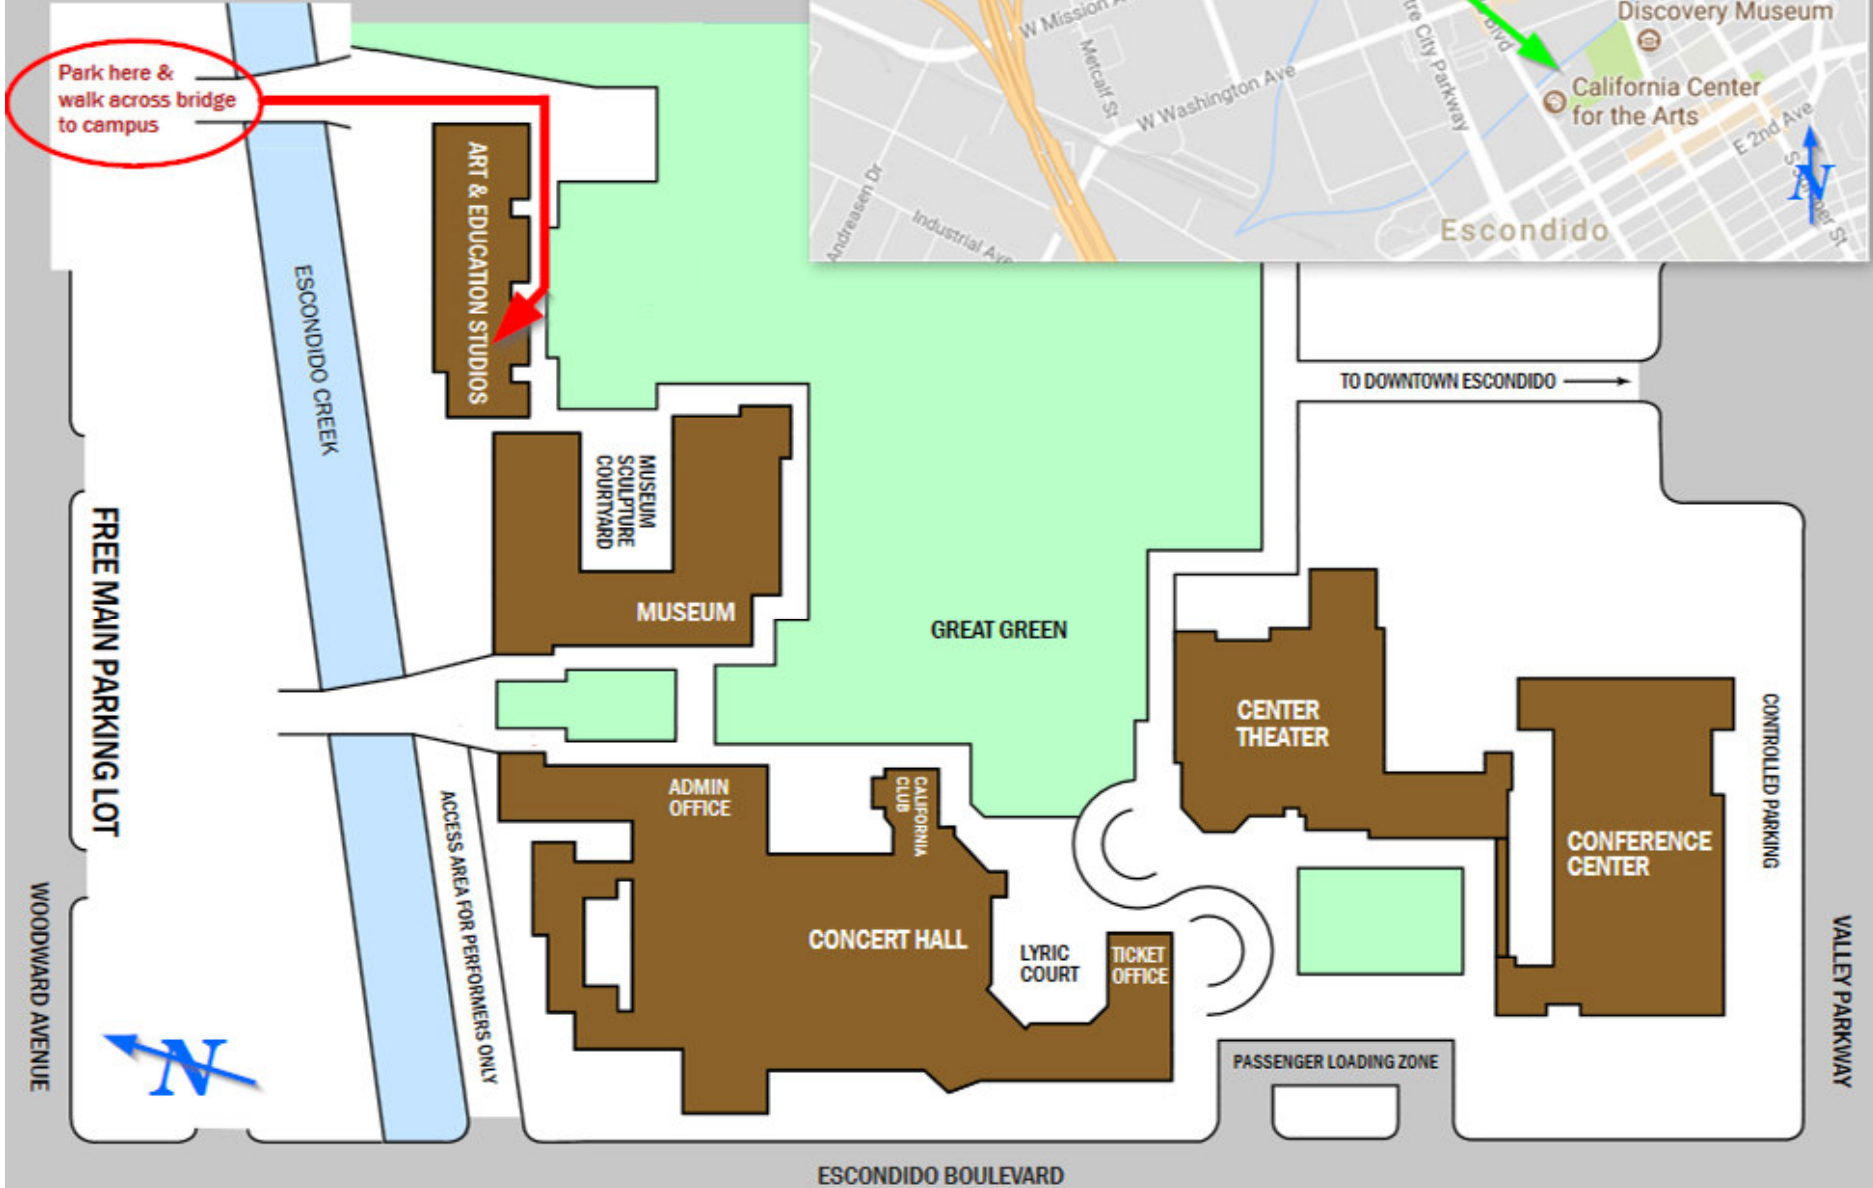 Park here &
walk across bridge
to campus
W Mission
Metcalf St
W Washington Ave
Andreasen Dr
Industrial Ave
City Parkway
Blvd
Discovery Museum
California Center
for the Arts
E 2nd Ave
Escondido
N
ART & EDUCATION STUDIOS
ESCONDIDO CREEK
MUSEUM
SCULPTURE
COURTYARD
MUSEUM
TO DOWNTOWN ESCONDIDO
FREE MAIN PARKING LOT
GREAT GREEN
CENTER
THEATER
CONTROLLED PARKING
ADMIN
OFFICE
CALIFORNIA
CLUB
CONFERENCE
CENTER
ACCESS AREA FOR PERFORMERS ONLY
CONCERT HALL
LYRIC
COURT
TICKET
OFFICE
WOODWARD AVENUE
VALLEY PARKWAY
N
PASSENGER LOADING ZONE
ESCONDIDO BOULEVARD